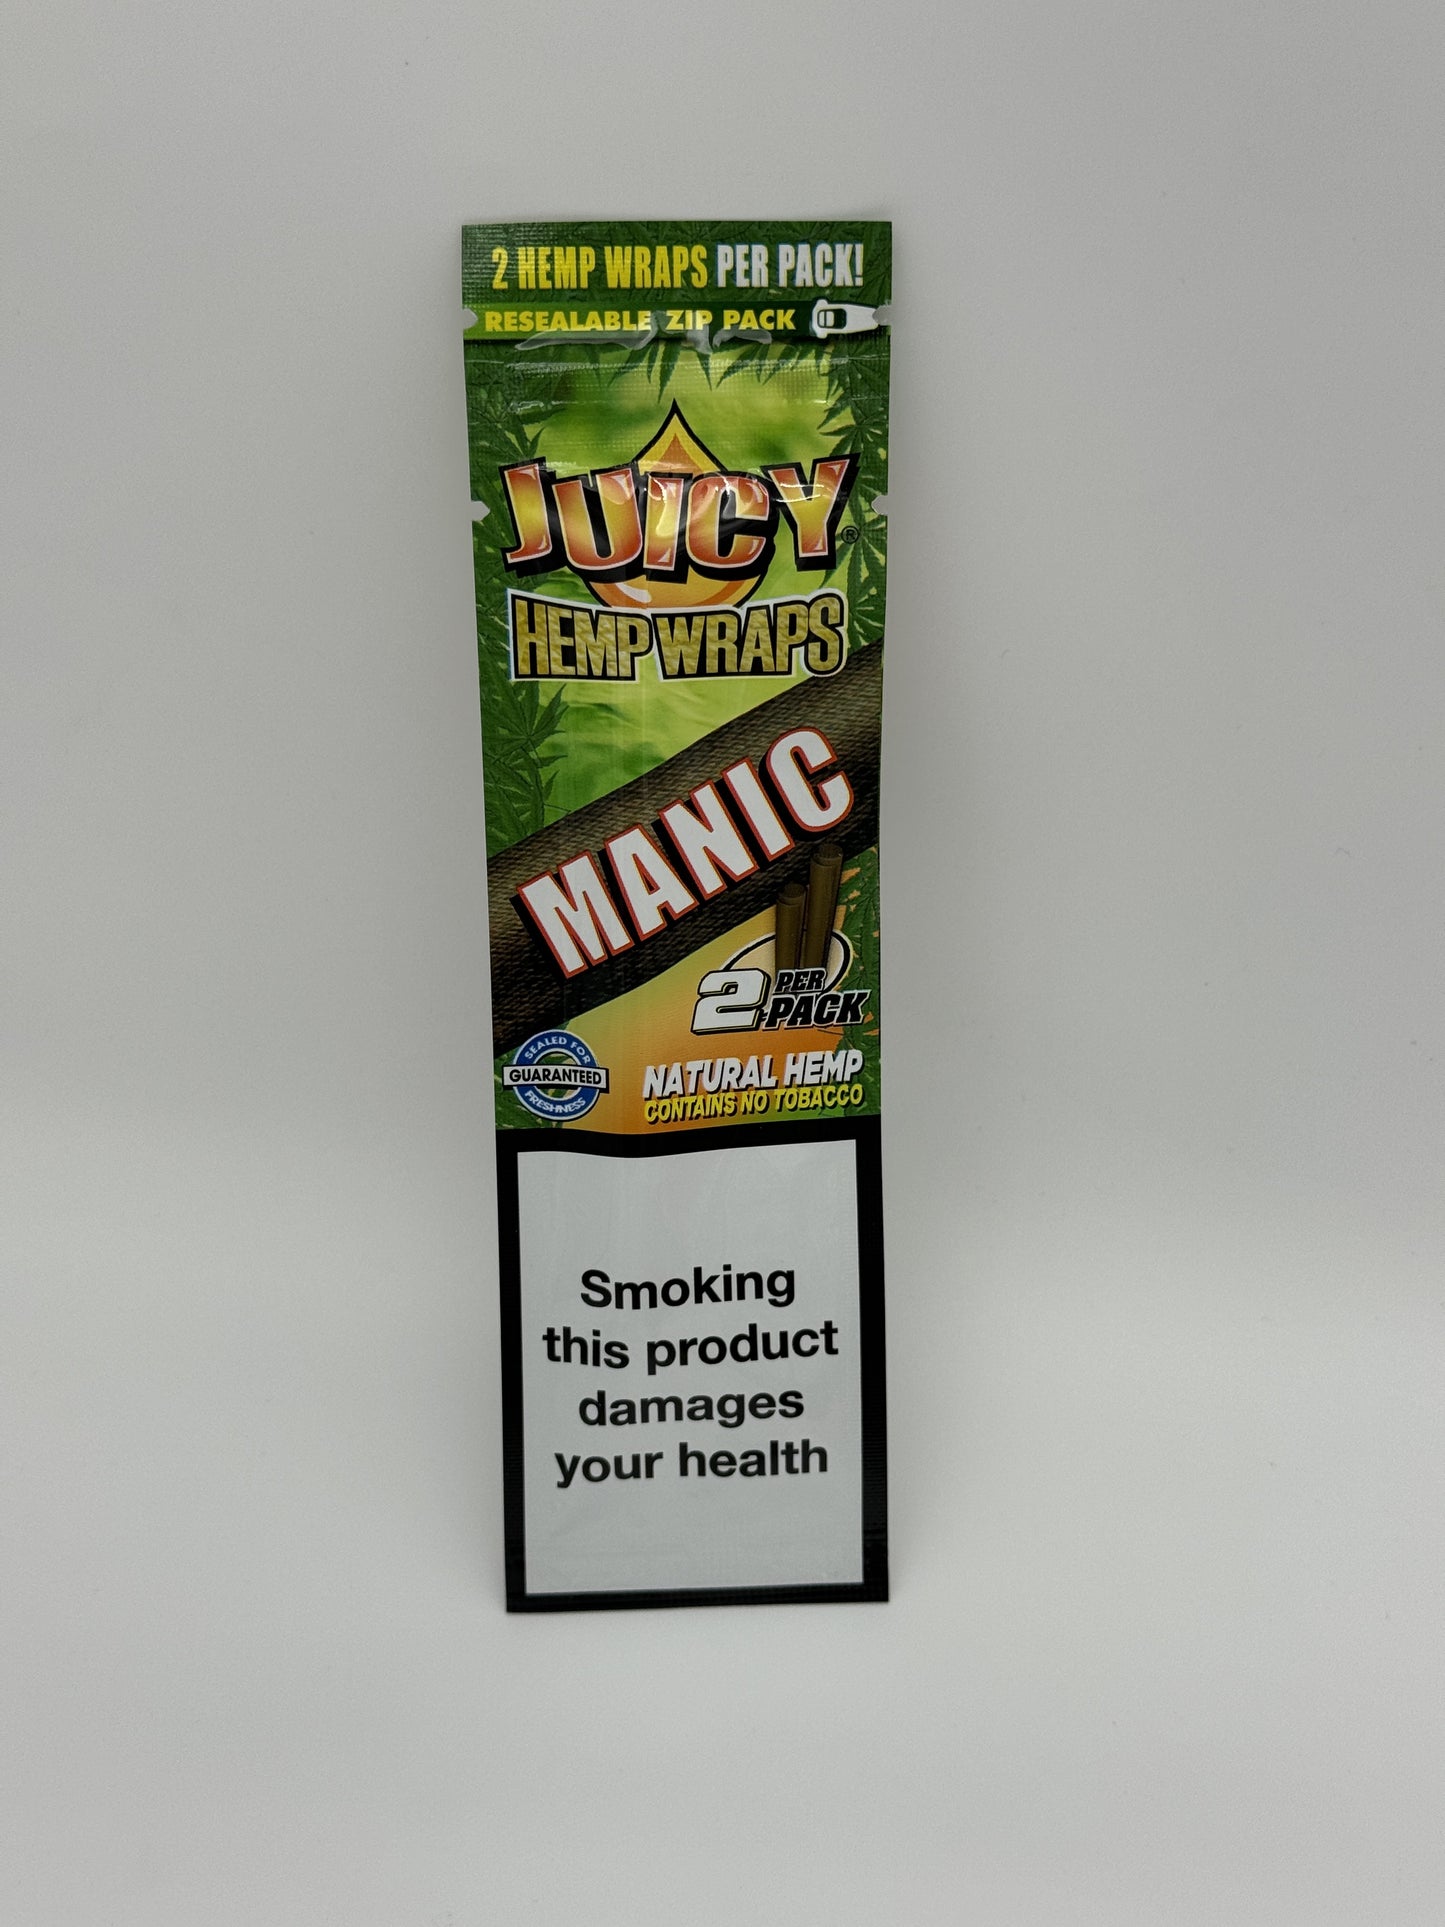 2 HEMP WRAPS PER PACK!
RESEALABLE ZIP PACK
JUICY®
HEMP WRAPS
MANIC
2 PER PACK
SEALED FOR
GUARANTEED
FRESHNESS
NATURAL HEMP
CONTAINS NO TOBACCO
Smoking
this product
damages
your health